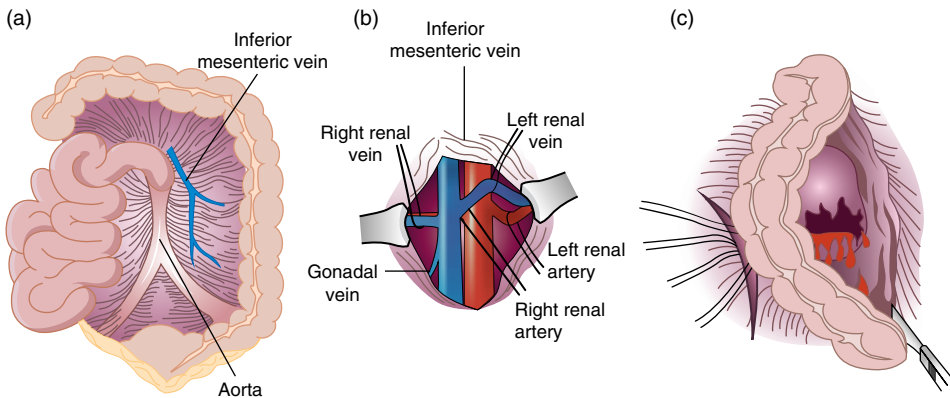 (a)
Inferior
mesenteric vein
Aorta
(b)
Inferior
mesenteric vein
Right renal
vein
Left renal
vein
Gonadal
vein
Left renal
artery
Right renal
artery
(c)